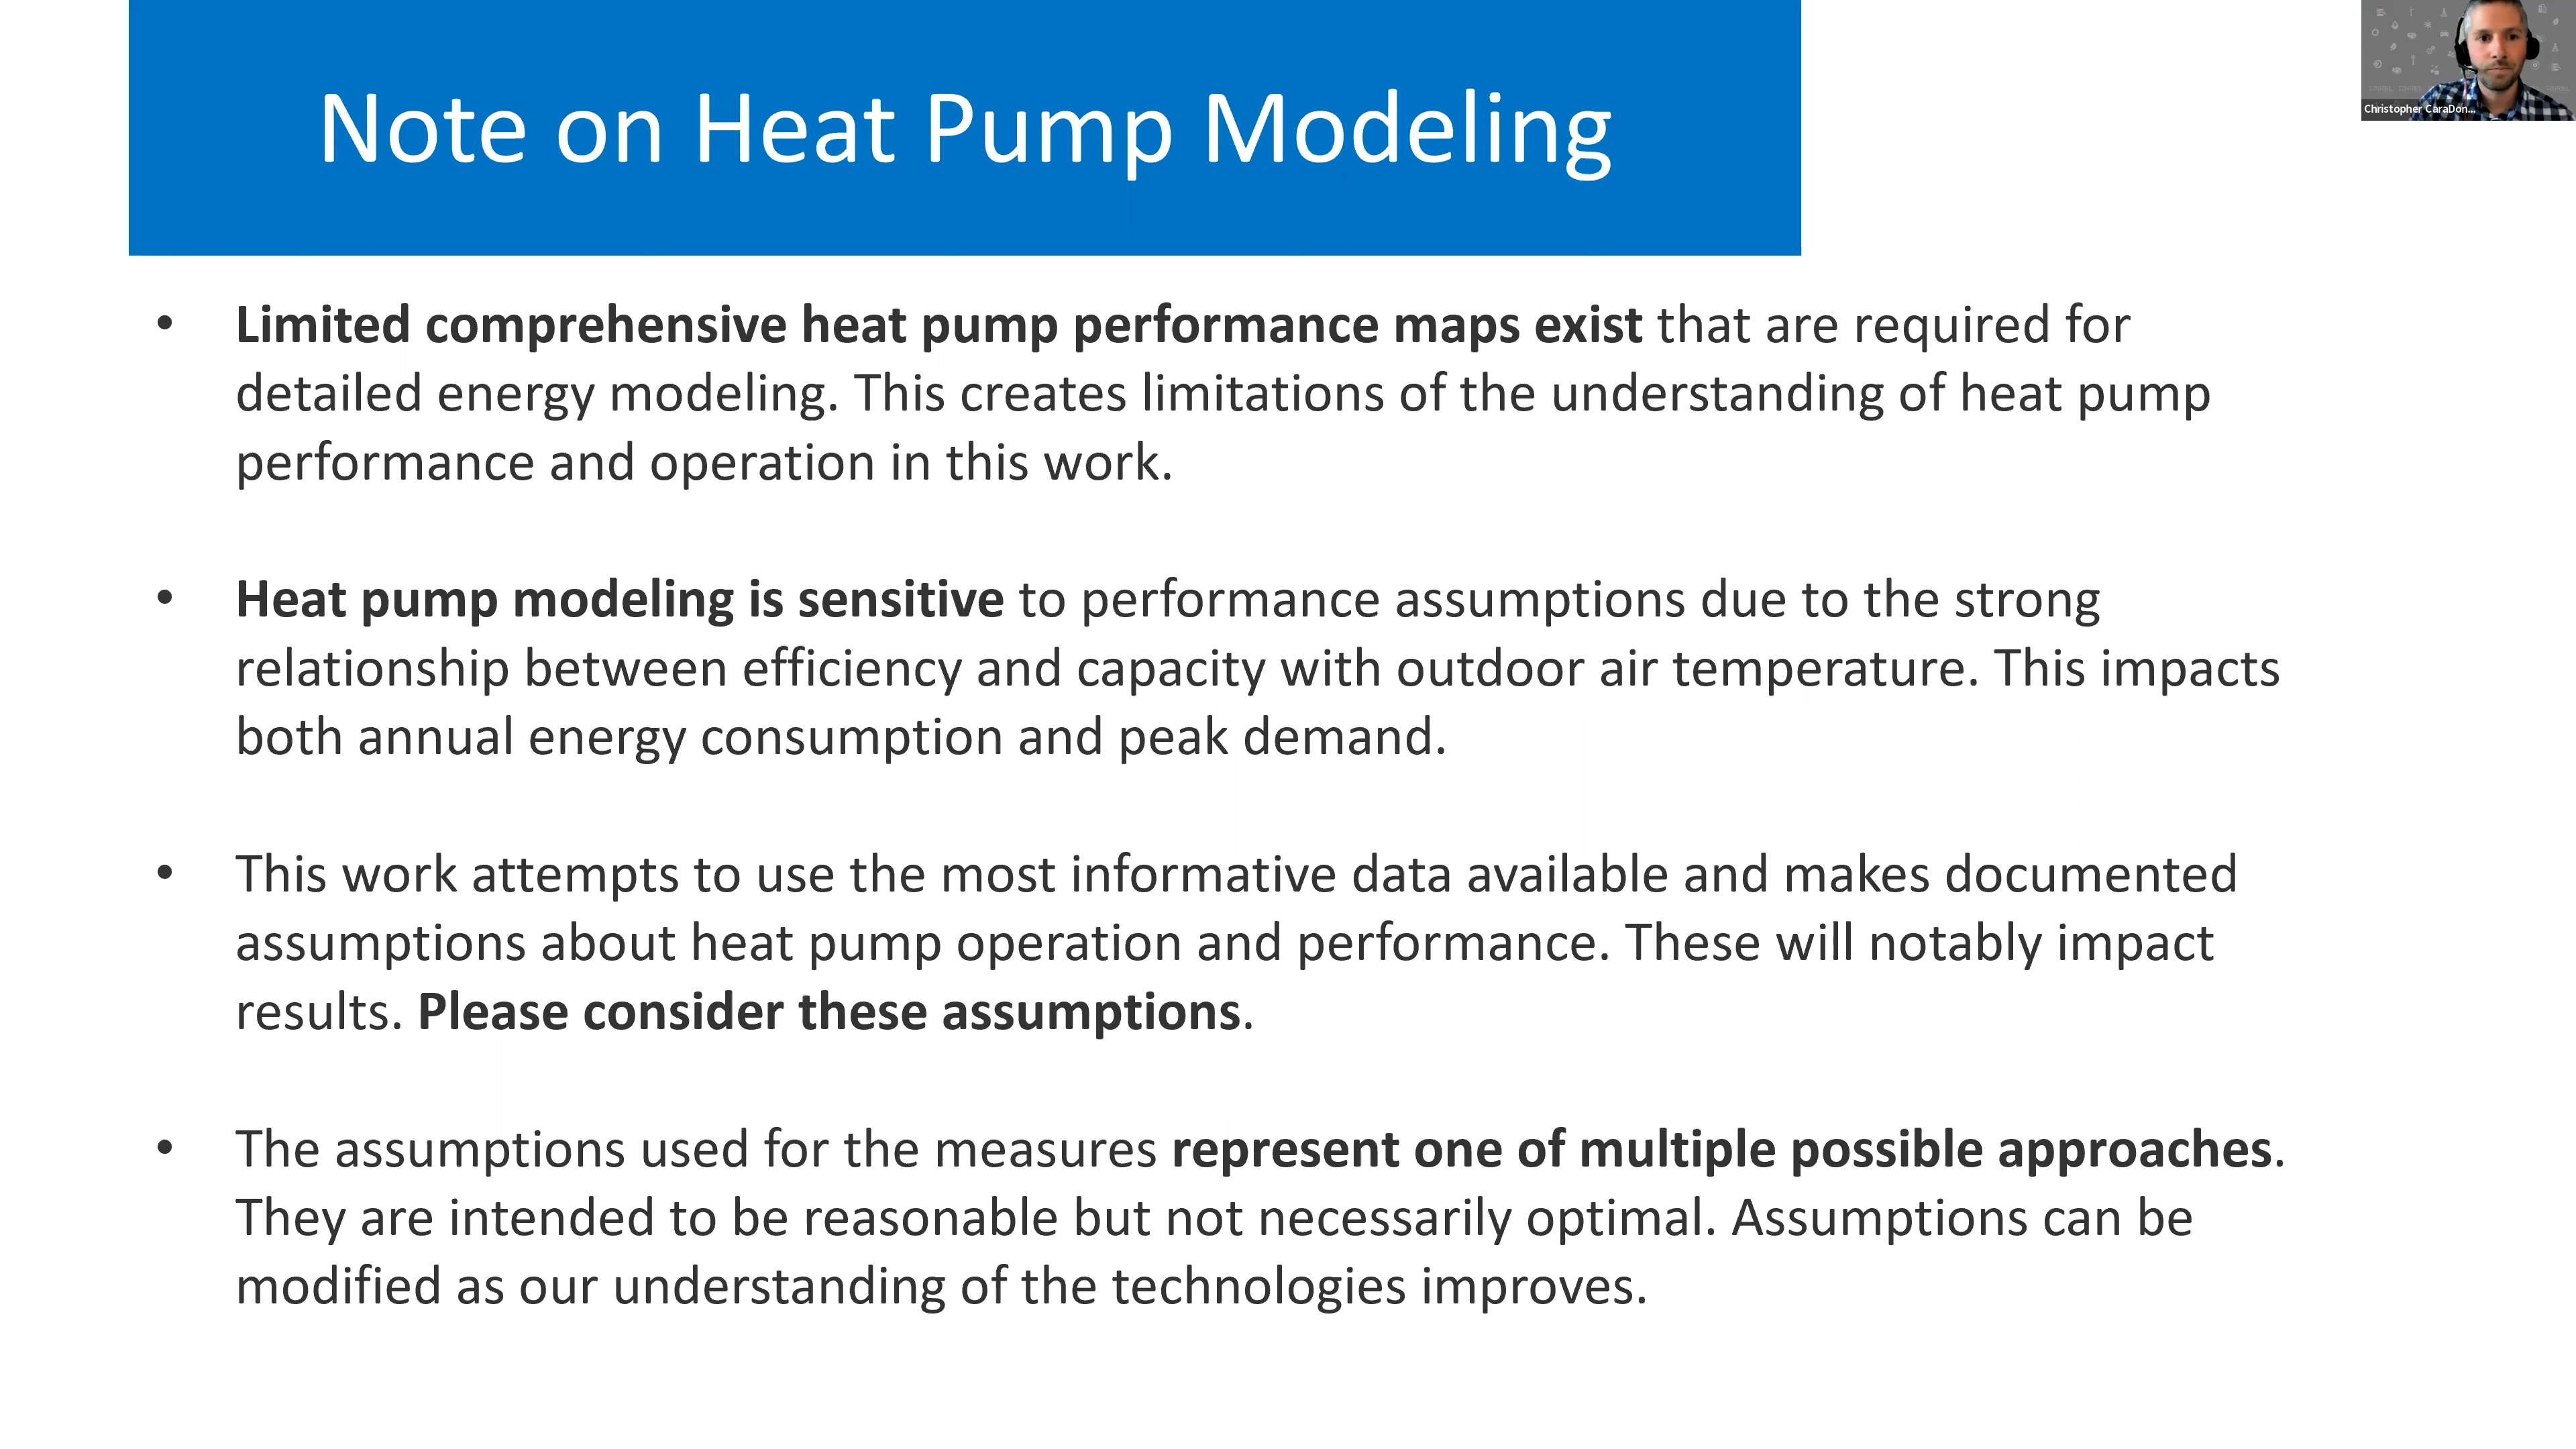 Note on Heat Pump Modeling
Christopher CaraDon...
• Limited comprehensive heat pump performance maps exist that are required for
detailed energy modeling. This creates limitations of the understanding of heat pump
performance and operation in this work.
• Heat pump modeling is sensitive to performance assumptions due to the strong
relationship between efficiency and capacity with outdoor air temperature. This impacts
both annual energy consumption and peak demand.
• This work attempts to use the most informative data available and makes documented
assumptions about heat pump operation and performance. These will notably impact
results. Please consider these assumptions.
• The assumptions used for the measures represent one of multiple possible approaches.
They are intended to be reasonable but not necessarily optimal. Assumptions can be
modified as our understanding of the technologies improves.